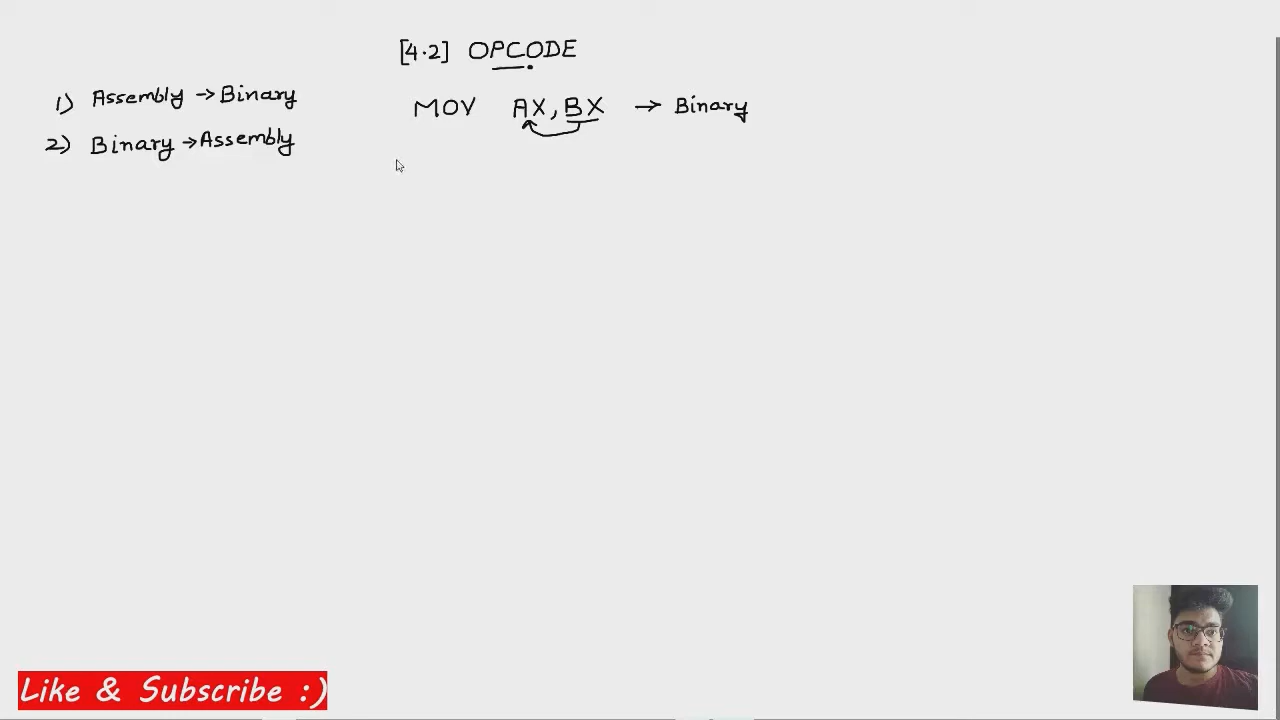 [4.2] OPCODE
1) Assembly → Binary
2) Binary → Assembly
MOV AX, BX → Binary
Like & Subscribe :)